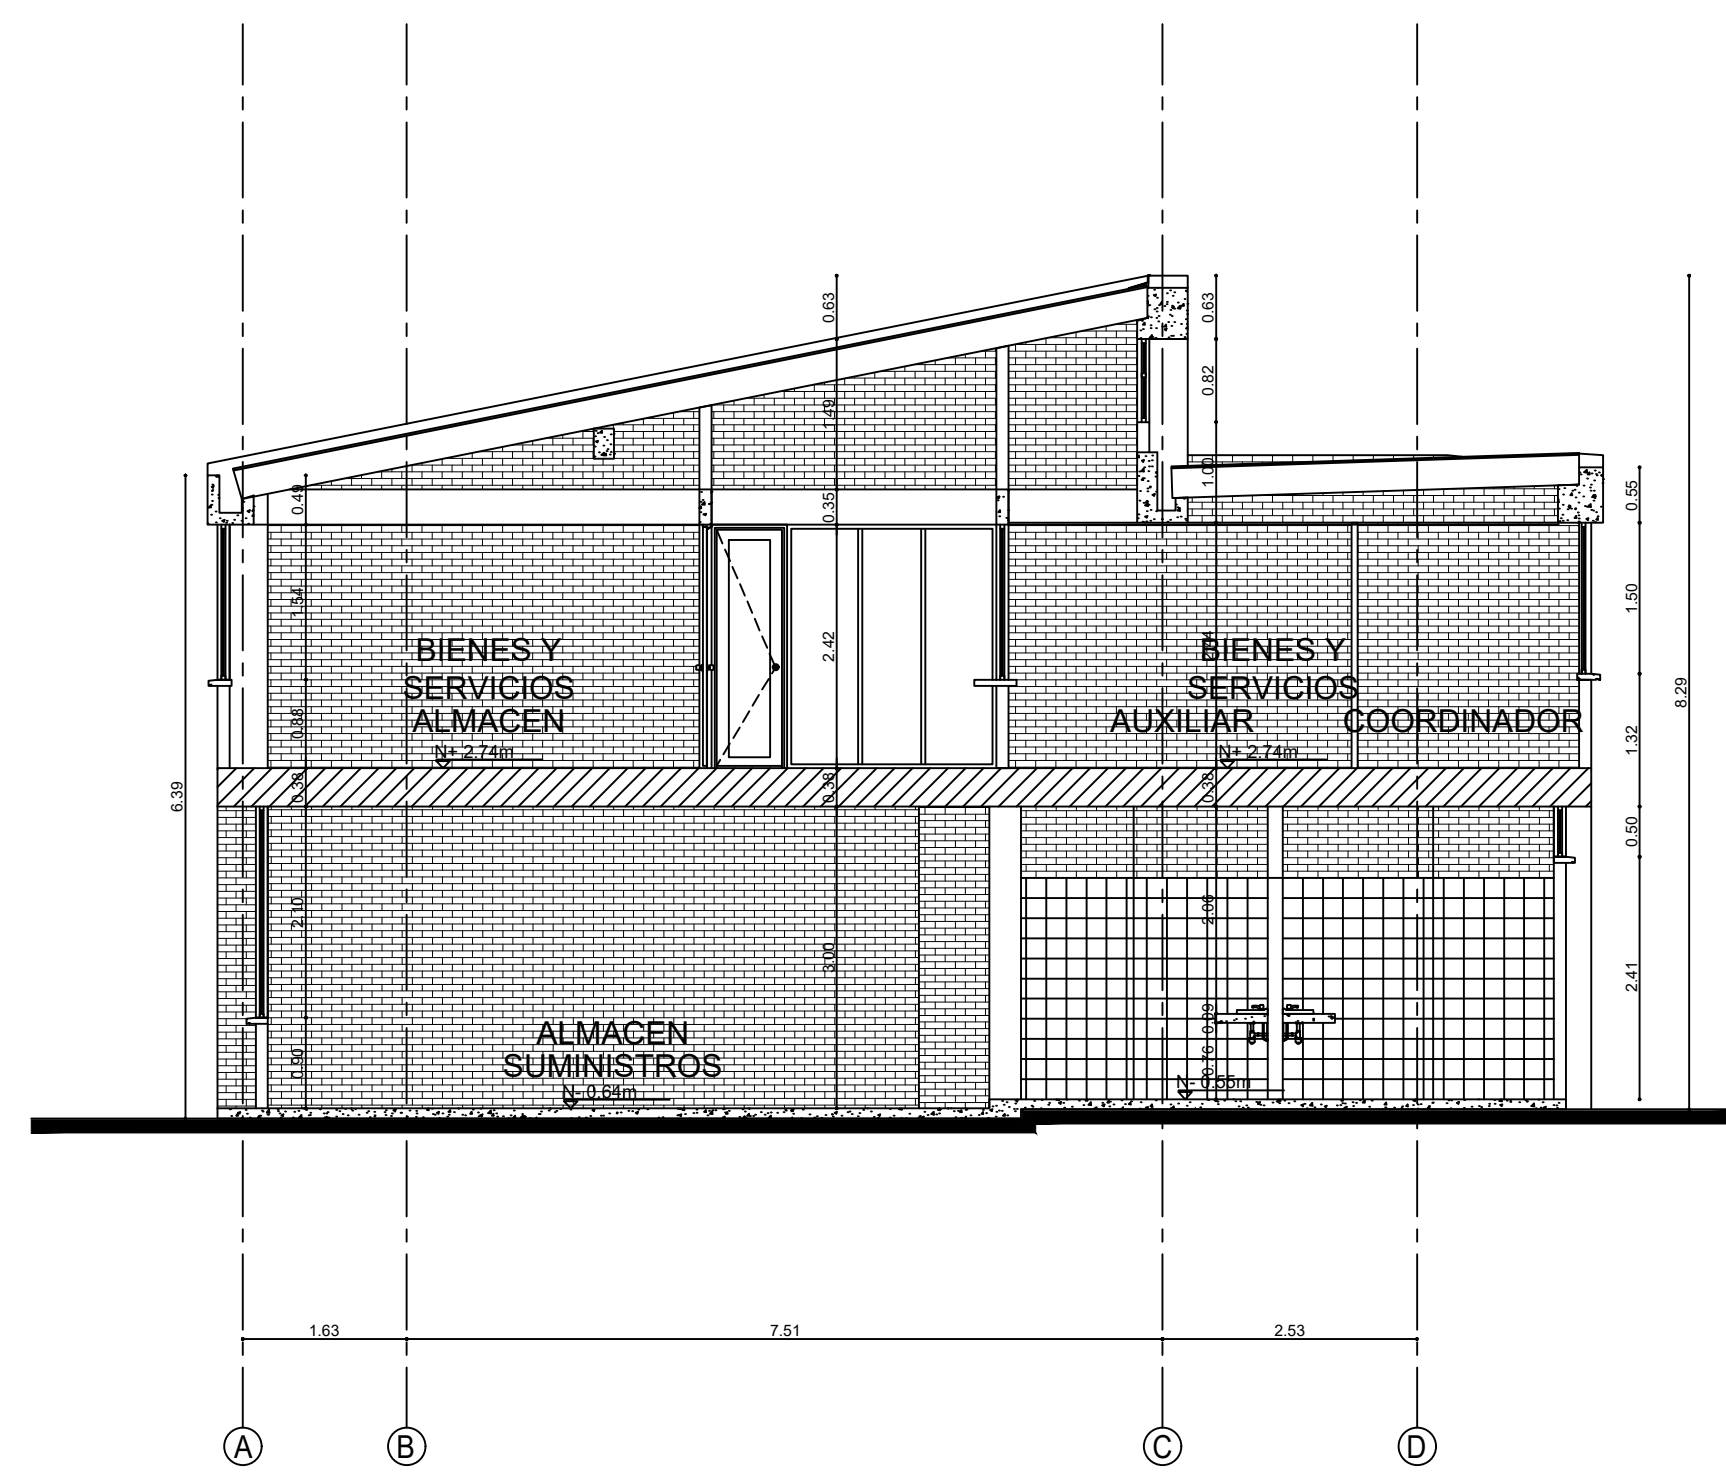 0.63
0.63
0.82
1.49
1.00
0.49
0.35
0.55
1.54
1.50
2.42
BIENES Y
SERVICIOS
ALMACEN
N+ 2.74m
BIENES Y
SERVICIOS
AUXILIAR
COORDINADOR
N+ 2.74m
8.29
0.88
1.32
6.39
0.38
0.38
0.38
0.50
2.10
2.06
3.00
2.41
0.09
0.76
0.90
ALMACEN
SUMINISTROS
N- 0.64m
N- 0.55m
1.63
7.51
2.53
A
B
C
D